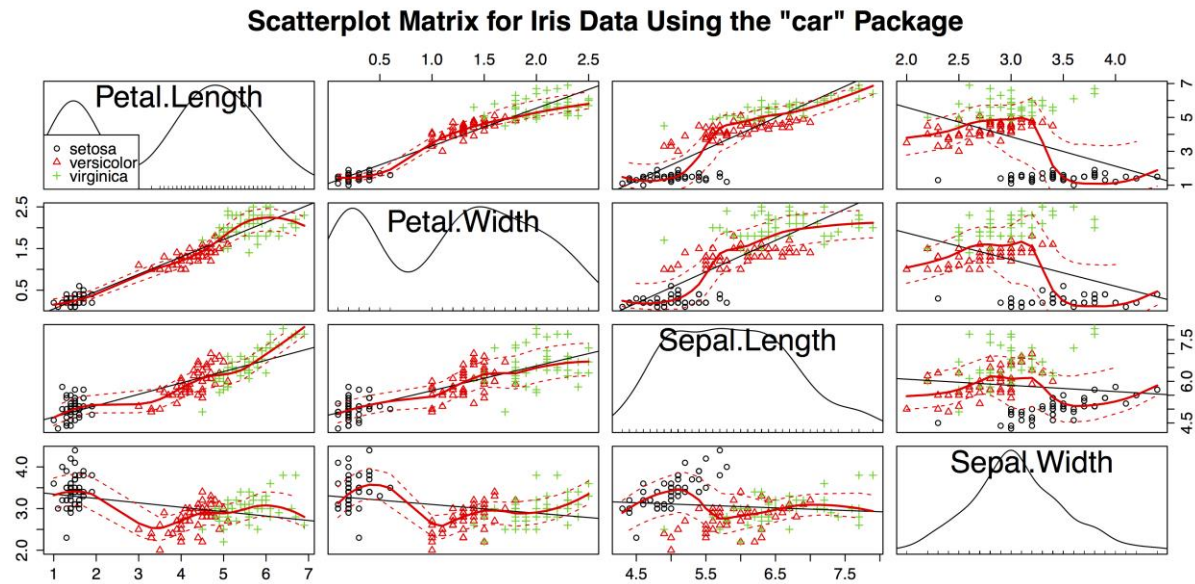 Scatterplot Matrix for Iris Data Using the "car" Package
0.5 1.0 1.5 2.0 2.5
2.0 2.5 3.0 3.5 4.0
Petal.Length
setosa
versicolor
virginica
1 3 5 7
Petal.Width
0.5 1.5 2.5
Sepal.Length
4.5 6.0 7.5
Sepal.Width
2.0 3.0 4.0
1 2 3 4 5 6 7
4.5 5.5 6.5 7.5